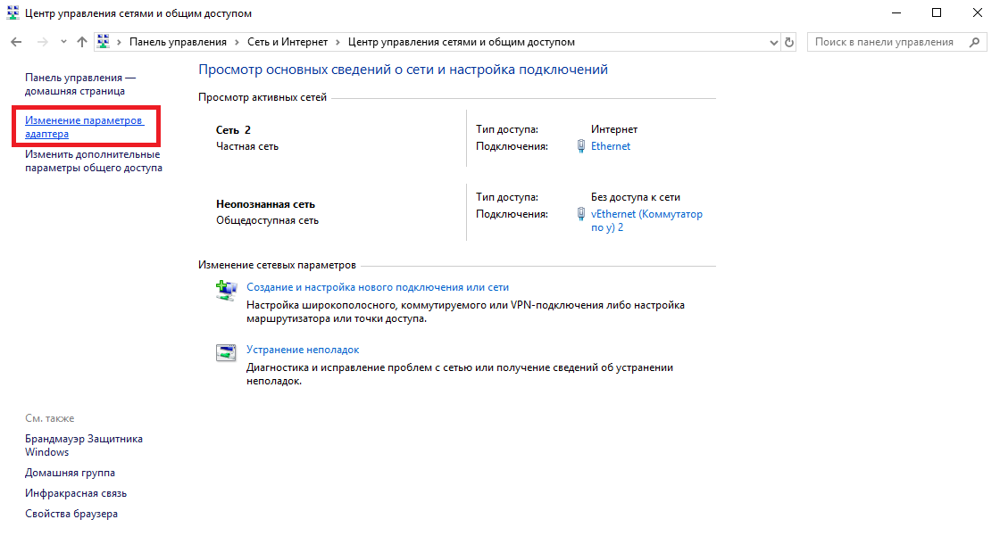 Центр управления сетями и общим доступом
Панель управления › Сеть и Интернет › Центр управления сетями и общим доступом
Поиск в панели управления
Панель управления —
домашняя страница
Изменение параметров
адаптера
Изменить дополнительные
параметры общего доступа
Просмотр основных сведений о сети и настройка подключений
Просмотр активных сетей
Сеть 2
Частная сеть
Тип доступа: Интернет
Подключения: Ethernet
Неопознанная сеть
Общедоступная сеть
Тип доступа: Без доступа к сети
Подключения: vEthernet (Коммутатор
по у) 2
Изменение сетевых параметров
Создание и настройка нового подключения или сети
Настройка широкополосного, коммутируемого или VPN-подключения либо настройка
маршрутизатора или точки доступа.
Устранение неполадок
Диагностика и исправление проблем с сетью или получение сведений об устранении
неполадок.
См. также
Брандмауэр Защитника
Windows
Домашняя группа
Инфракрасная связь
Свойства браузера